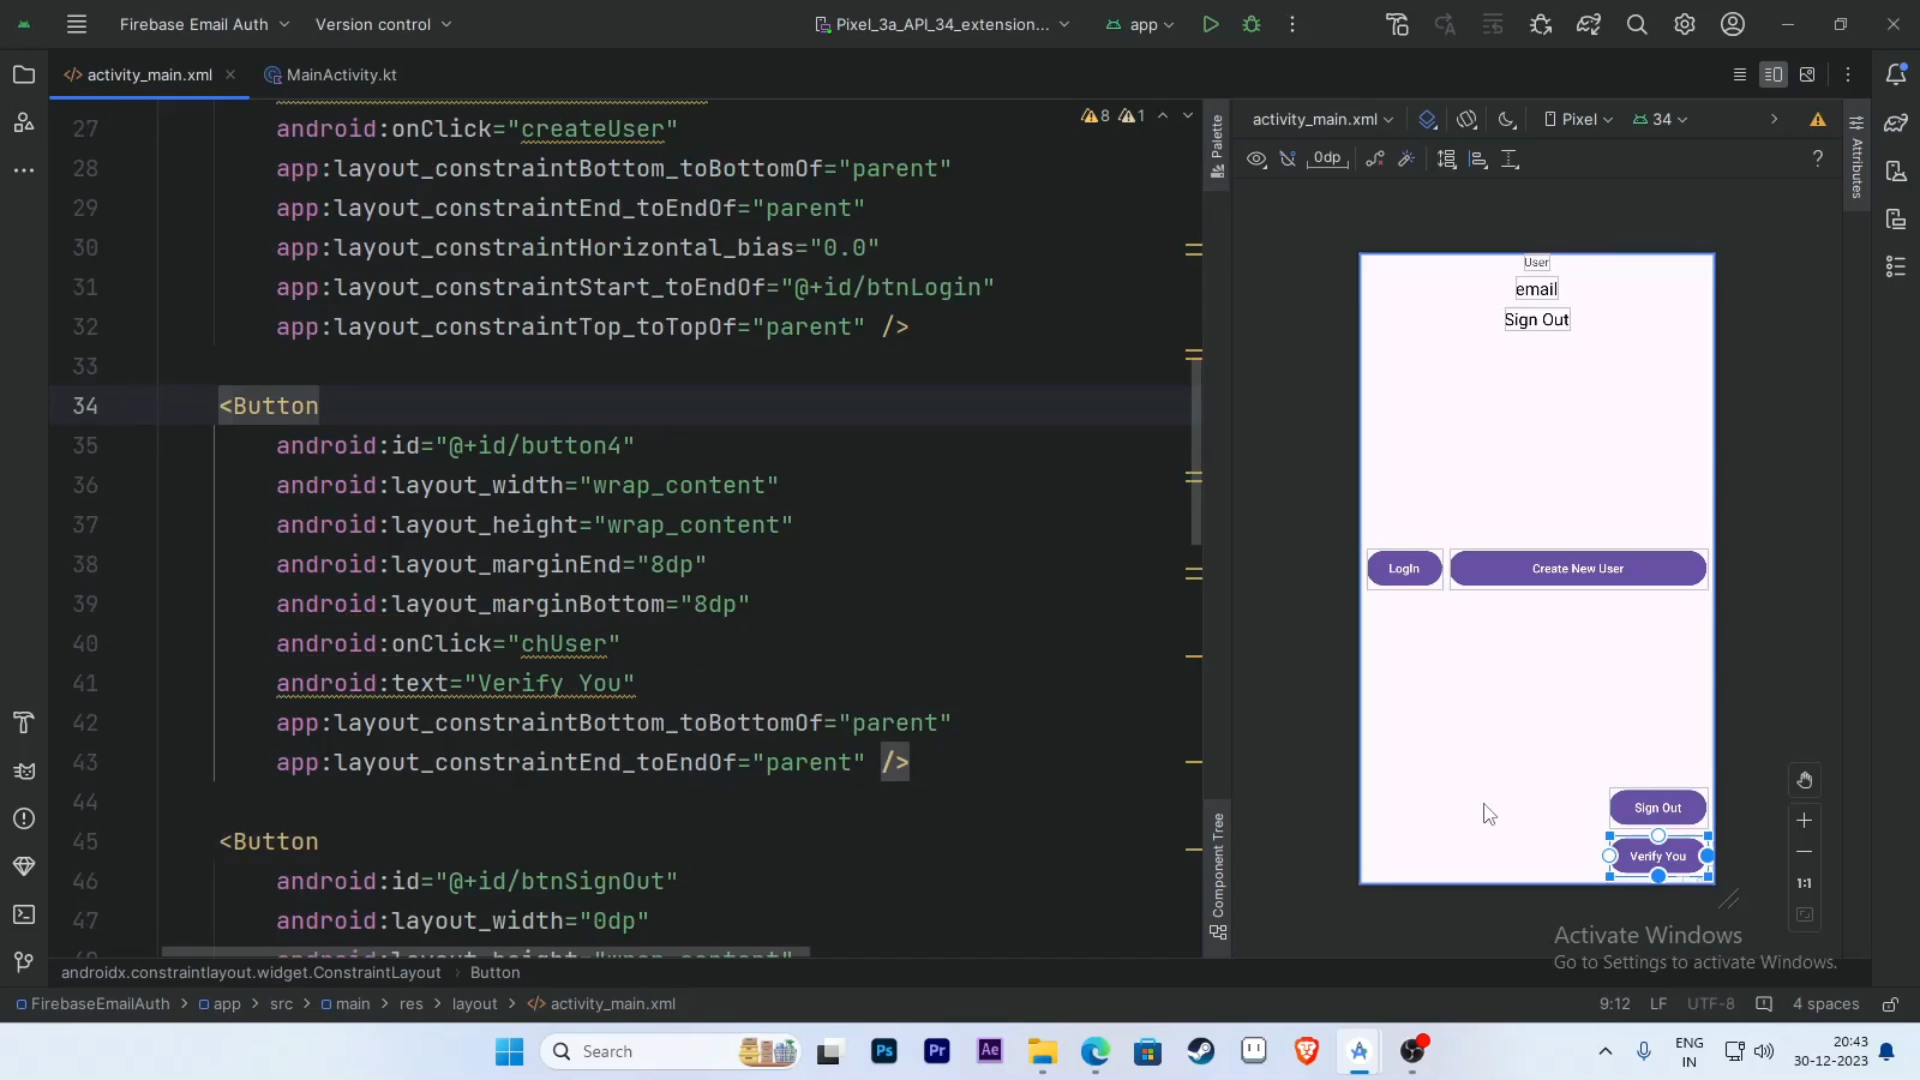 Firebase Email Auth
Version control
Pixel_3a_API_34_extension...
app
activity_main.xml
MainActivity.kt
27 android:onClick="createUser"
28 app:layout_constraintBottom_toBottomOf="parent"
29 app:layout_constraintEnd_toEndOf="parent"
30 app:layout_constraintHorizontal_bias="0.0"
31 app:layout_constraintStart_toEndOf="@+id/btnLogin"
32 app:layout_constraintTop_toTopOf="parent" />
33
34 <Button
35 android:id="@+id/button4"
36 android:layout_width="wrap_content"
37 android:layout_height="wrap_content"
38 android:layout_marginEnd="8dp"
39 android:layout_marginBottom="8dp"
40 android:onClick="chUser"
41 android:text="Verify You"
42 app:layout_constraintBottom_toBottomOf="parent"
43 app:layout_constraintEnd_toEndOf="parent" />
44
45 <Button
46 android:id="@+id/btnSignOut"
47 android:layout_width="0dp"
android:layout_height="wrap_content"
8
1
Palette
Component Tree
activity_main.xml
Pixel
34
0dp
?
Attributes
User
email
Sign Out
LogIn
Create New User
Sign Out
Verify You
1:1
Activate Windows
Go to Settings to activate Windows.
androidx.constraintlayout.widget.ConstraintLayout > Button
FirebaseEmailAuth > app > src > main > res > layout > activity_main.xml
9:12 LF UTF-8 4 spaces
Search
Ps
Pr
Ae
ENG
IN
20:43
30-12-2023